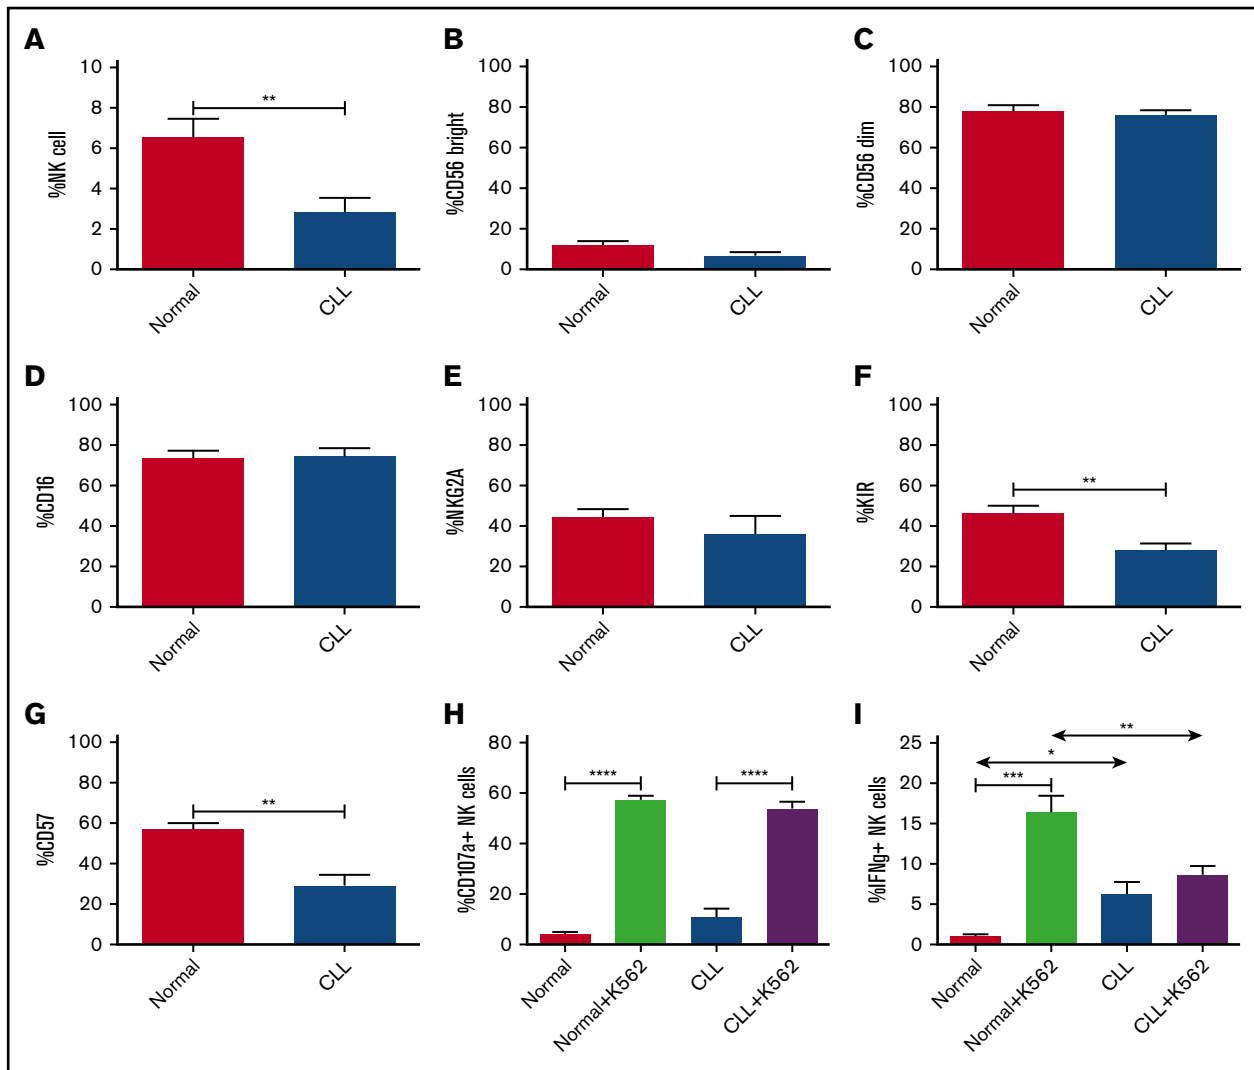 A
%NK cell
10
8
6
4
2
0
**
Normal
CLL
B
%CD56 bright
100
80
60
40
20
0
Normal
CLL
C
%CD56 dim
100
80
60
40
20
0
Normal
CLL
D
%CD16
100
80
60
40
20
0
Normal
CLL
E
%NKG2A
100
80
60
40
20
0
Normal
CLL
F
%KIR
100
80
60
40
20
0
**
Normal
CLL
G
%CD57
100
80
60
40
20
0
**
Normal
CLL
H
%CD107a+ NK cells
80
60
40
20
0
****
****
Normal
Normal+K562
CLL
CLL+K562
I
%IFNg+ NK cells
25
20
15
10
5
0
**
*
***
Normal
Normal+K562
CLL
CLL+K562